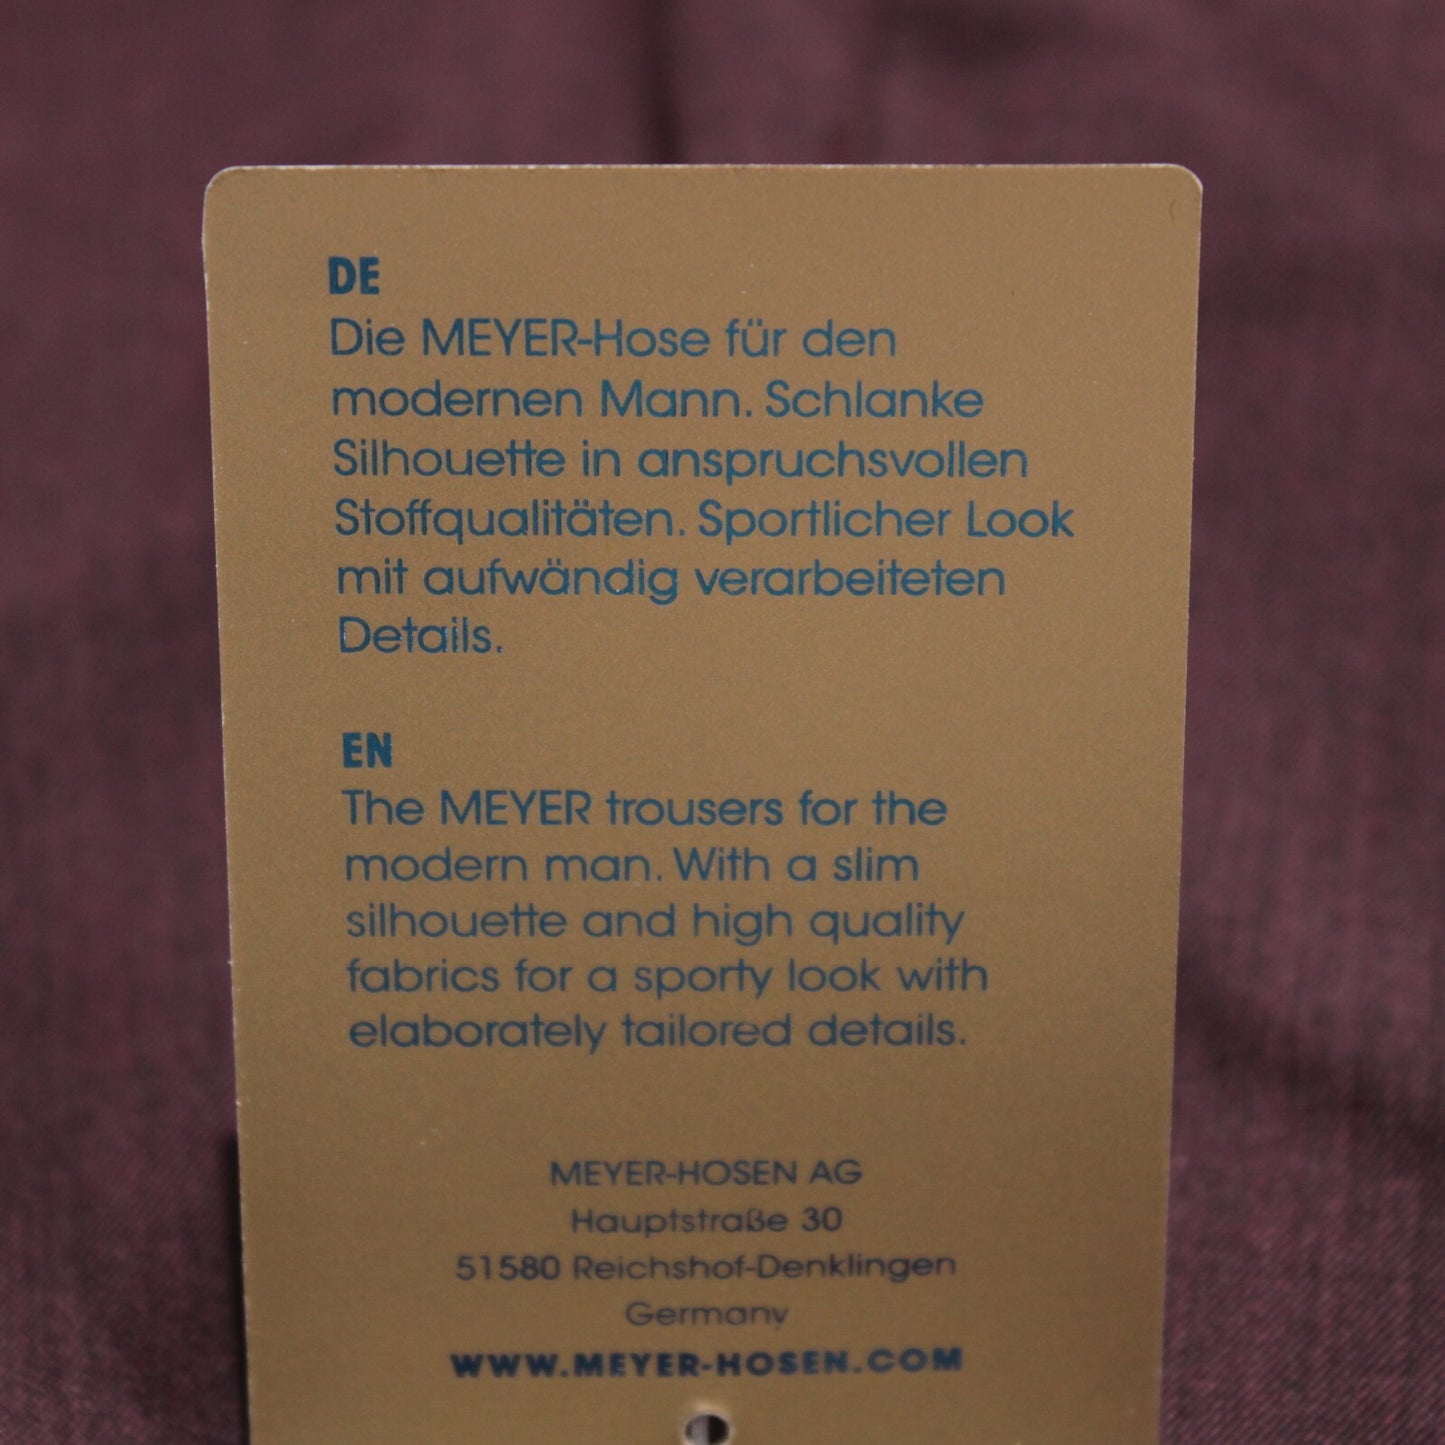 DE
Die MEYER-Hose für den
modernen Mann. Schlanke
Silhouette in anspruchsvollen
Stoffqualitäten. Sportlicher Look
mit aufwändig verarbeiteten
Details.
EN
The MEYER trousers for the
modern man. With a slim
silhouette and high quality
fabrics for a sporty look with
elaborately tailored details.
MEYER-HOSEN AG
Hauptstraße 30
51580 Reichshof-Denklingen
Germany
WWW.MEYER-HOSEN.COM